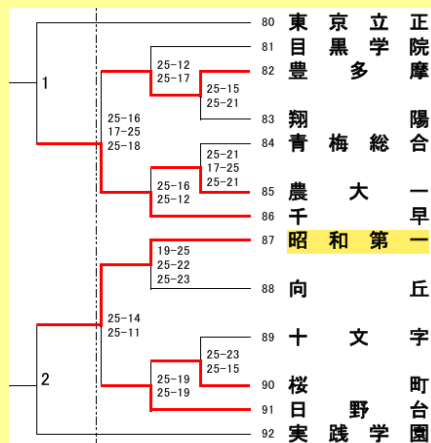 80 東京立正
81 目黒学院
25-12
25-17
82 豊多摩
1
25-15
25-21
25-16
17-25
25-18
83 翔陽
84 青梅総合
25-21
17-25
25-21
25-16
25-12
85 農大一
86 千早
87 昭和第一
19-25
25-22
25-23
88 向丘
25-14
25-11
89 十文字
25-23
25-15
2
25-19
25-19
90 桜町
91 日野台
92 実践学園